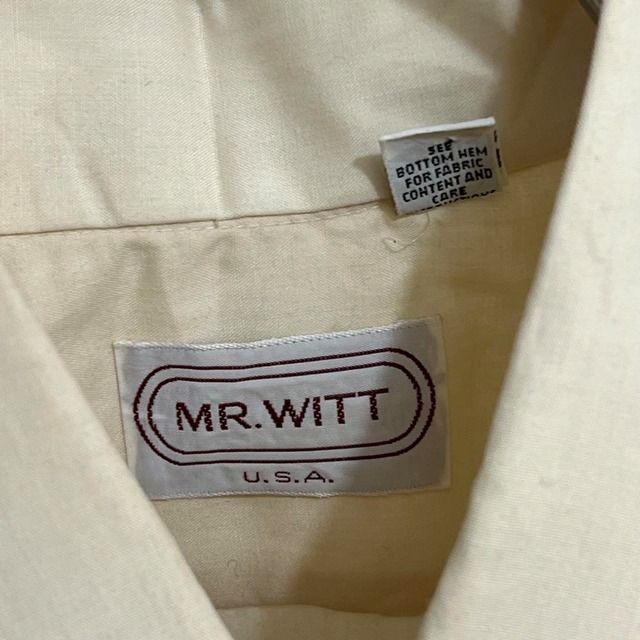 SEE
BOTTOM HEM
FOR FABRIC
CONTENT AND
CARE
MR. WITT
U.S.A.